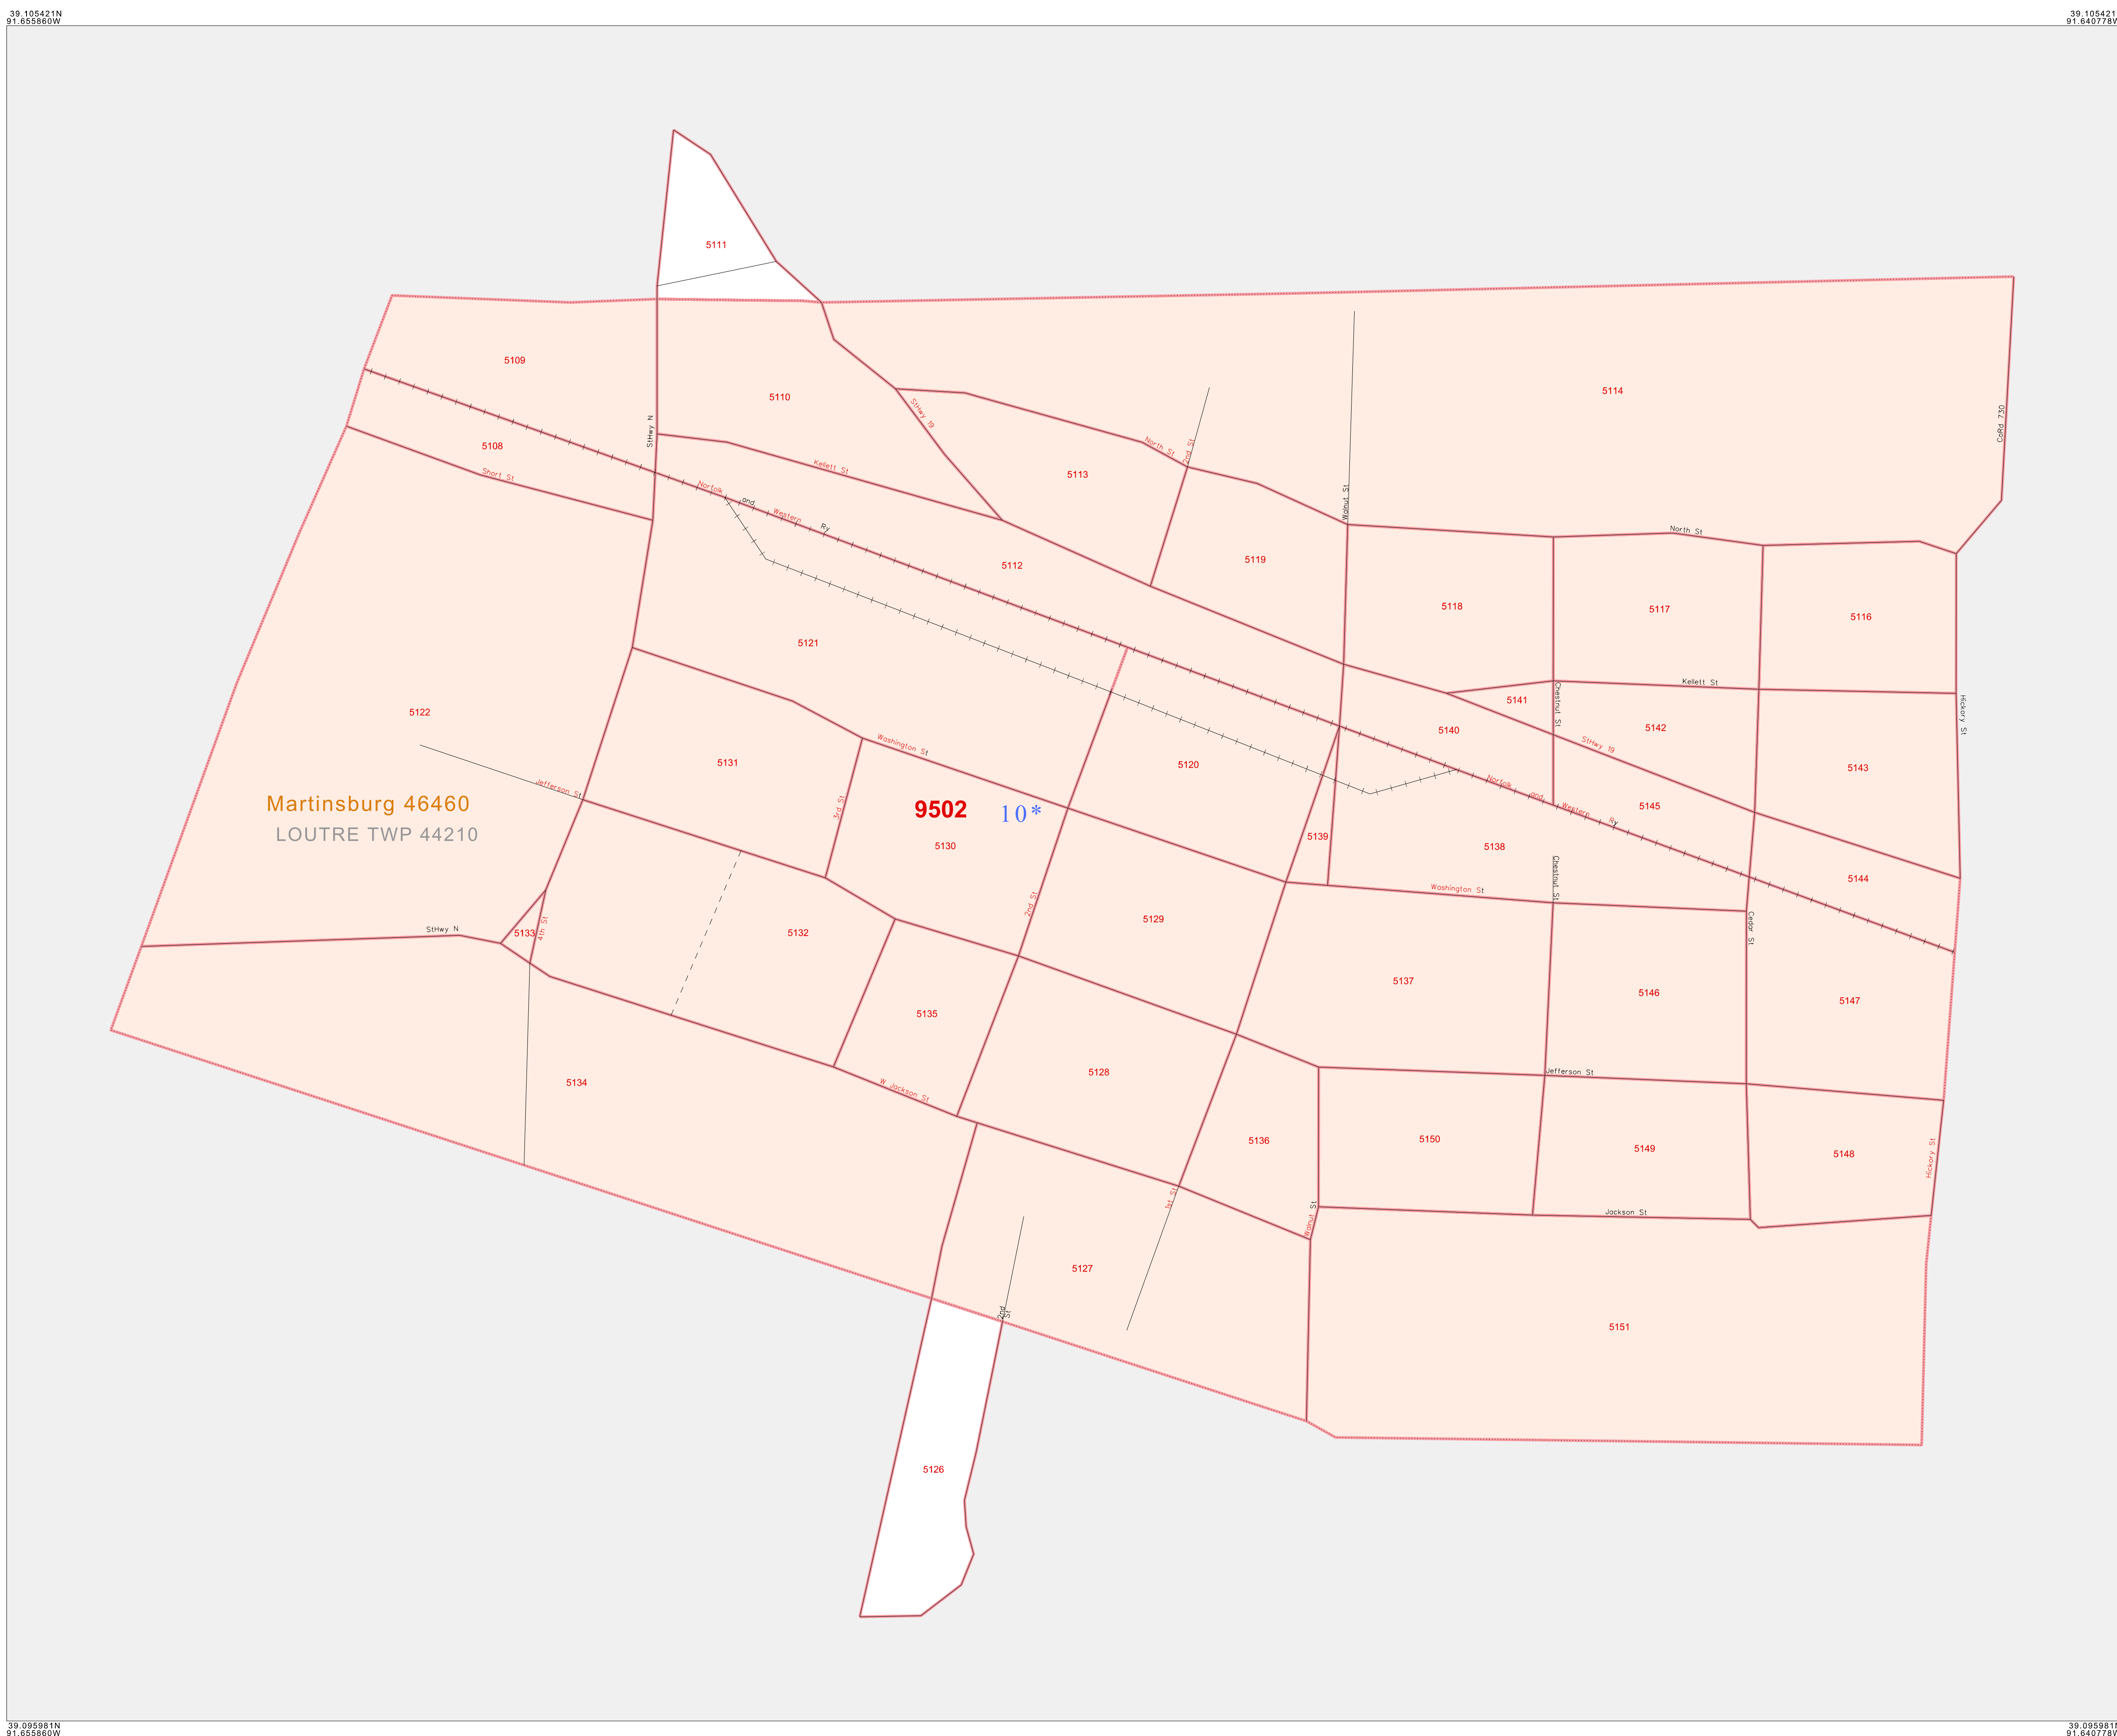 39.105421N
91.655860W
39.105421
91.640778W
5111
5109
5110
5114
StHwy 19
CoRd 730
StHwy N
5108
North St
2nd St
Kellett St
Short St
5113
Norfolk
and
Western
Ry
Walnut St
North St
5112
5119
5118
5117
5116
5121
Kellett St
5141
Chestnut St
Hickory St
5122
5140
5142
Washington St
StHwy 19
5131
5120
5143
Jefferson St
3rd St
Norfolk
and
Western
Ry
5145
Martinsburg 46460
9502
10*
LOUTRE TWP 44210
5139
5130
5138
Chestnut St
5144
Washington St
2nd St
5129
StHwy N
5133
4th St
5132
Cedar St
5137
5146
5147
5135
5134
5128
Jefferson St
W Jackson St
5136
5150
5149
5148
Hickory St
1st St
Walnut St
Jackson St
5127
2nd
St
5151
5126
39.095981N
91.655860W
39.095981
91.640778W